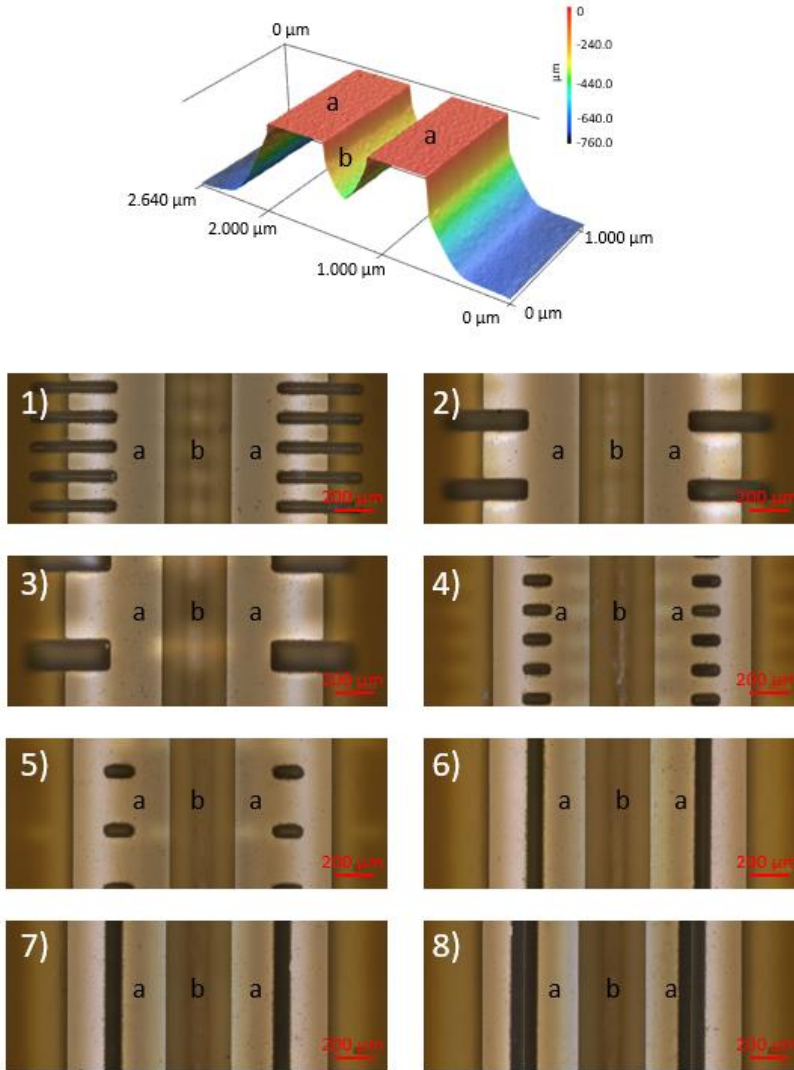 0
-240.0
-440.0
-640.0
-760.0
µm
0 µm
a
a
b
2.640 µm
2.000 µm
1.000 µm
0 µm
0 µm
1.000 µm
1)
a b a
200 µm
2)
a b a
200 µm
3)
a b a
200 µm
4)
a b a
200 µm
5)
a b a
200 µm
6)
a b a
200 µm
7)
a b a
200 µm
8)
a b a
200 µm